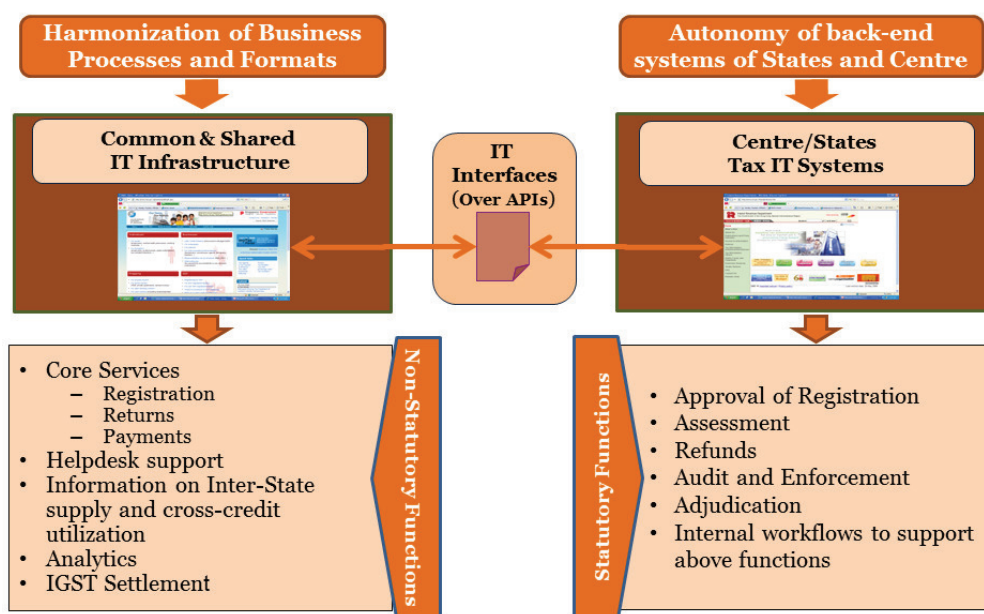 Harmonization of Business
Processes and Formats
Autonomy of back-end
systems of States and Centre
Common & Shared
IT Infrastructure
IT
Interfaces
(Over APIs)
Centre/States
Tax IT Systems
• Core Services
– Registration
– Returns
– Payments
• Helpdesk support
• Information on Inter-State
supply and cross-credit
utilization
• Analytics
• IGST Settlement
Non-Statutory Functions
Statutory Functions
• Approval of Registration
• Assessment
• Refunds
• Audit and Enforcement
• Adjudication
• Internal workflows to support
above functions